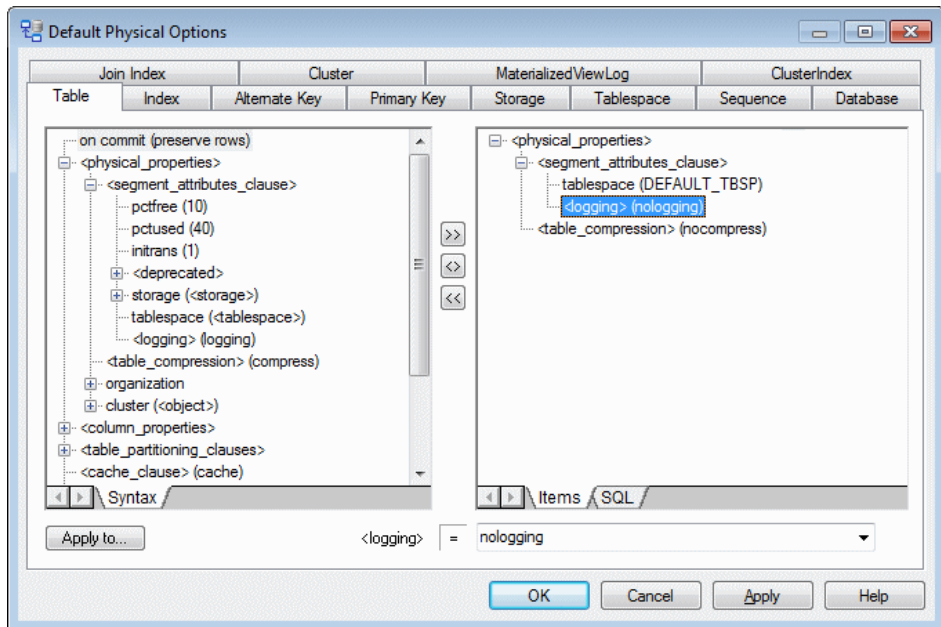 Default Physical Options
Join Index Cluster MaterializedViewLog ClusterIndex
Table Index Alternate Key Primary Key Storage Tablespace Sequence Database
on commit (preserve rows)
<physical_properties>
<segment_attributes_clause>
pctfree (10)
pctused (40)
initrans (1)
<deprecated>
storage (<storage>)
tablespace (<tablespace>)
<logging> (logging)
<table_compression> (compress)
organization
cluster (<object>)
<column_properties>
<table_partitioning_clauses>
<cache_clause> (cache)
Syntax
>>
<>
<<
<physical_properties>
<segment_attributes_clause>
tablespace (DEFAULT_TBSP)
<logging> (nologging)
<table_compression> (nocompress)
Items SQL
Apply to... <logging> = nologging
OK Cancel Apply Help